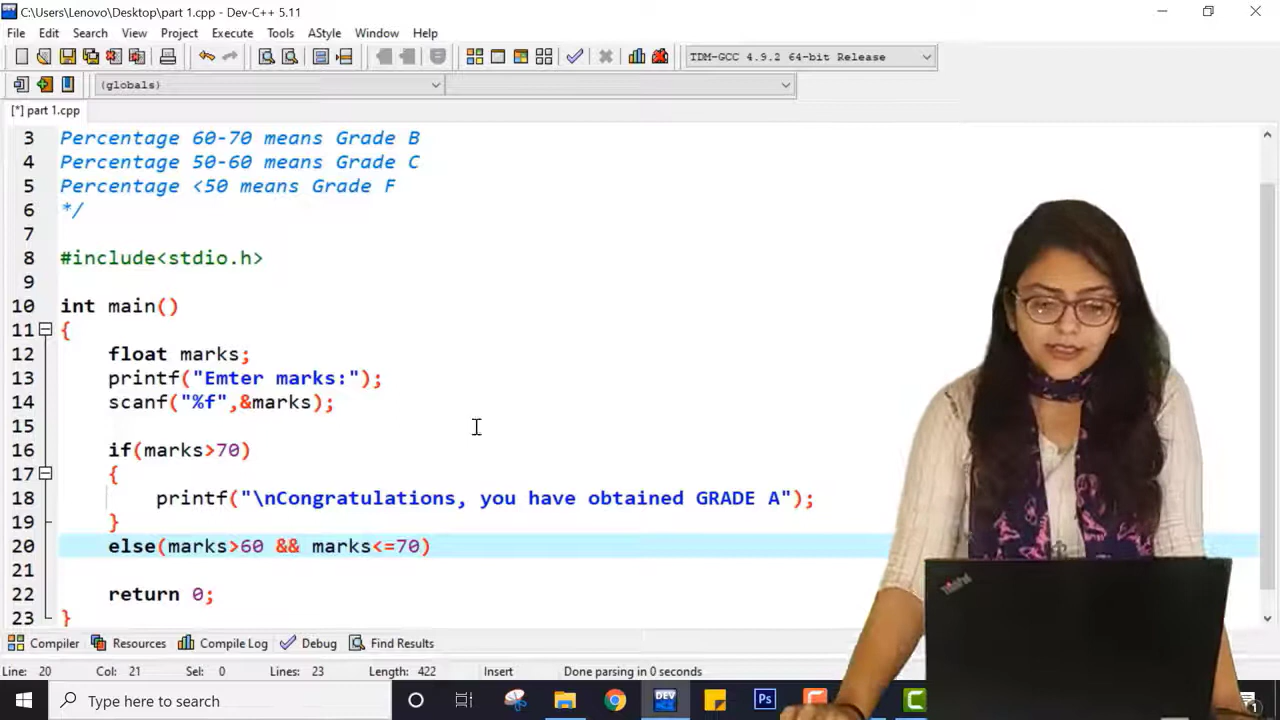 C:\Users\Lenovo\Desktop\part 1.cpp - Dev-C++ 5.11
File Edit Search View Project Execute Tools AStyle Window Help
TDM-GCC 4.9.2 64-bit Release
(globals)
[*] part 1.cpp
3 Percentage 60-70 means Grade B
4 Percentage 50-60 means Grade C
5 Percentage <50 means Grade F
6 */
7
8 #include<stdio.h>
9
10 int main()
11 {
12 float marks;
13 printf("Emter marks:");
14 scanf("%f",&marks);
15
16 if(marks>70)
17 {
18 printf("\nCongratulations, you have obtained GRADE A");
19 }
20 else(marks>60 && marks<=70)
21
22 return 0;
23 }
Compiler Resources Compile Log Debug Find Results
Line: 20 Col: 21 Sel: 0 Lines: 23 Length: 422 Insert Done parsing in 0 seconds
Type here to search
DEV
Ps
1
ThinkPad